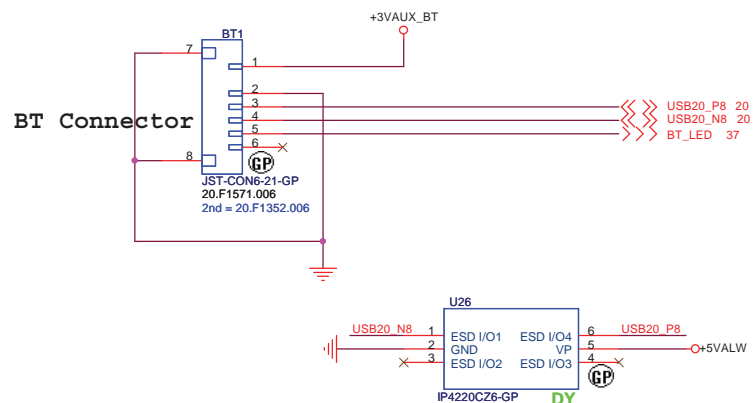 +3VAUX_BT
BT1
7
1
2
3
USB20_P8 20
BT Connector
4
USB20_N8 20
5
BT_LED 37
6
8
GP
JST-CON6-21-GP
20.F1571.006
2nd = 20.F1352.006
U26
USB20_N8 1 ESD I/O1 ESD I/O4 6 USB20_P8
2 GND VP 5 +5VALW
3 ESD I/O2 ESD I/O3 4
GP
IP4220CZ6-GP DY